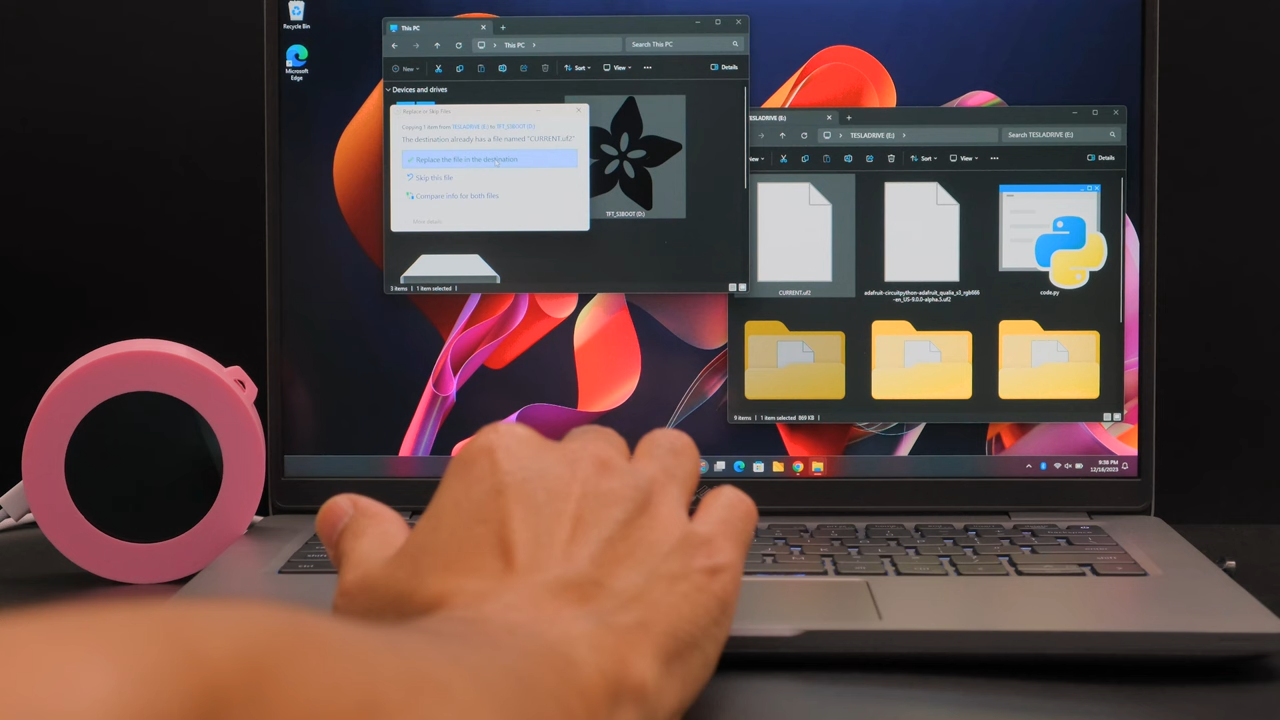 Recycle Bin
Microsoft
Edge
This PC
This PC
Search This PC
New
Sort
View
Details
Devices and drives
Replace or Skip Files
Copying 1 item from TESLADRIVE (E:) to TFT_S3BOOT (D:)
The destination already has a file named "CURRENT.uf2"
Replace the file in the destination
Skip this file
Compare info for both files
More details
TFT_S3BOOT (D:)
3 items
1 item selected
TESLADRIVE (E:)
TESLADRIVE (E:)
Search TESLADRIVE (E:)
Sort
View
Details
CURRENT.uf2
adafruit-circuitpython-adafruit_qualia_s3_rgb666
-en_US-9.0.0-alpha.5.uf2
code.py
9 items
1 item selected 869 KB
9:38 PM
12/16/2023
shift